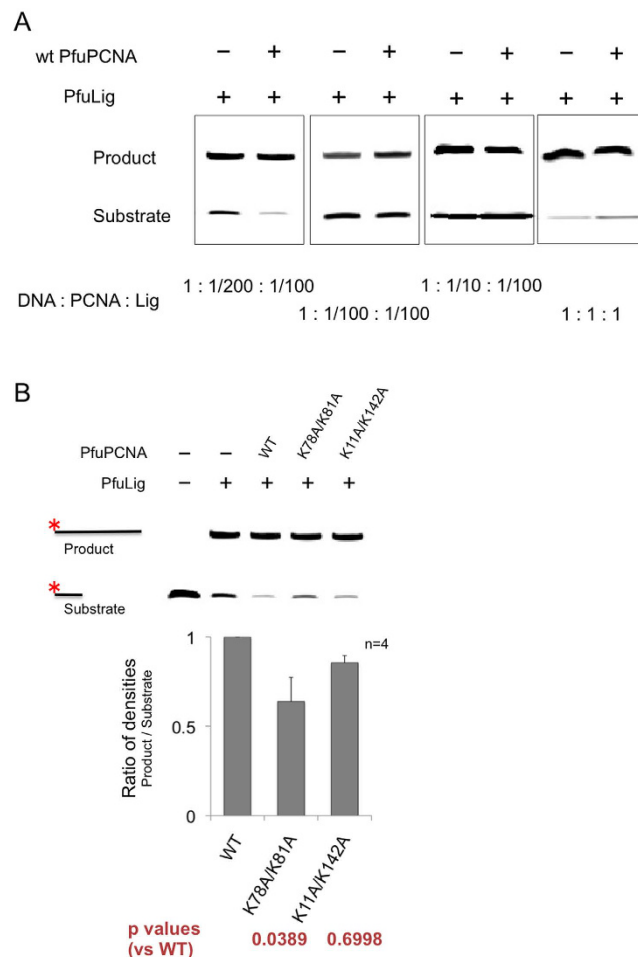 A
wt PfuPCNA − + − + − + − +
PfuLig + + + + + + + +
Product
Substrate
DNA : PCNA : Lig
1 : 1/200 : 1/100
1 : 1/100 : 1/100
1 : 1/10 : 1/100
1 : 1 : 1
B
PfuPCNA − − WT K78A/K81A K11A/K142A
PfuLig − + + + +
*
Product
*
Substrate
Ratio of densities
Product / Substrate
1
0.5
0
n=4
WT
K78A/K81A
K11A/K142A
p values
(vs WT)
0.0389 0.6998